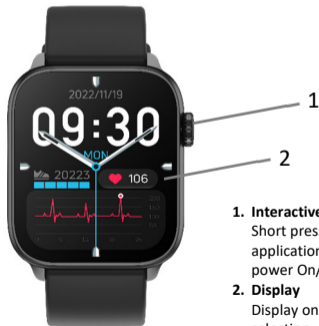 2022/11/19
09:30
MON
20223
106
1
2
1. Interactive
Short press
application
power On/
2. Display
Display on